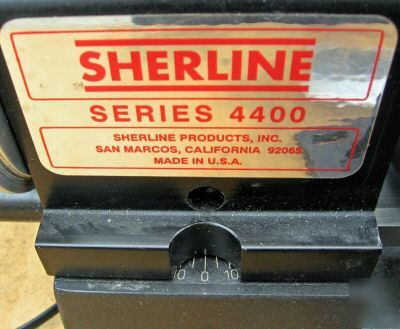 SHERLINE
SERIES 4400
SHERLINE PRODUCTS, INC.
SAN MARCOS, CALIFORNIA 92065
MADE IN U.S.A.
10 0 10